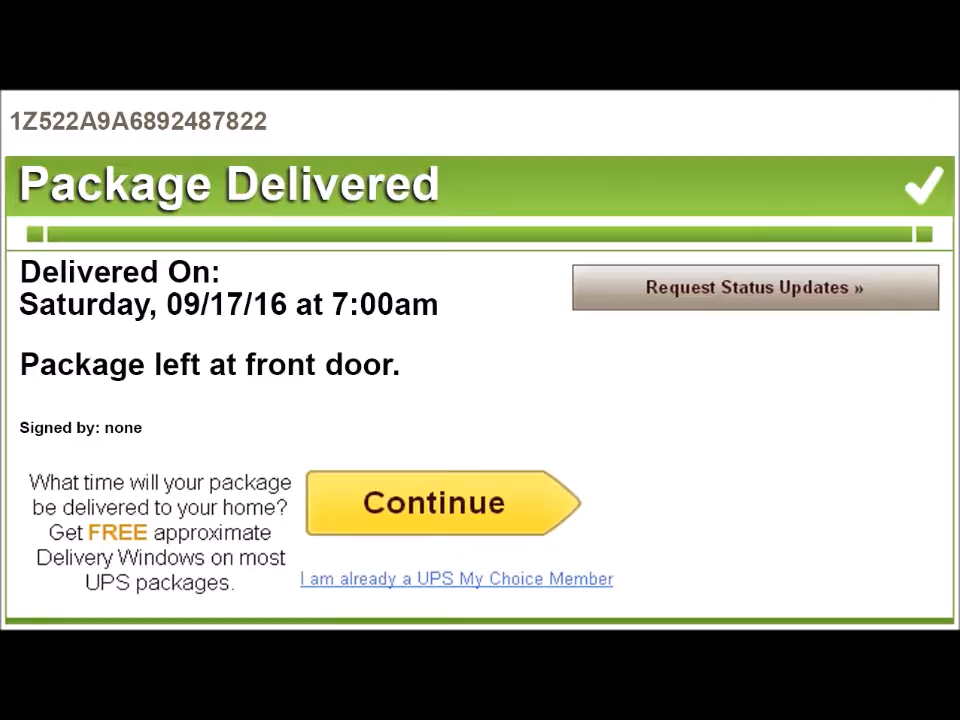 1Z522A9A6892487822
Package Delivered
Delivered On:
Saturday, 09/17/16 at 7:00am
Request Status Updates »
Package left at front door.
Signed by: none
What time will your package
be delivered to your home?
Get FREE approximate
Delivery Windows on most
UPS packages.
Continue
I am already a UPS My Choice Member